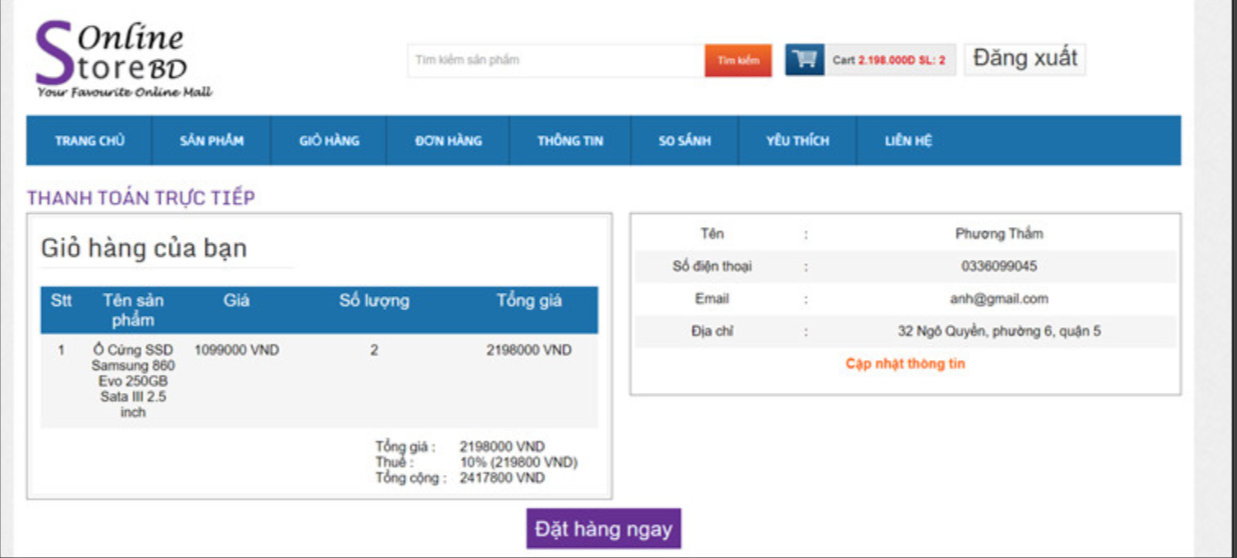 Online
StoreBD
Your Favourite Online Mall
Tìm kiếm sản phẩm
Tìm kiếm
Cart 2.198.000D SL: 2
Đăng xuất
TRANG CHỦ SẢN PHẨM GIỎ HÀNG ĐƠN HÀNG THÔNG TIN SO SÁNH YÊU THÍCH LIÊN HỆ
THANH TOÁN TRỰC TIẾP
Giỏ hàng của bạn
Stt Tên sản Giá Số lượng Tổng giá
phẩm
1 Ổ Cứng SSD 1099000 VND 2 2198000 VND
Samsung 860
Evo 250GB
Sata III 2.5
inch
Tổng giá : 2198000 VND
Thuế : 10% (219800 VND)
Tổng cộng : 2417800 VND
Tên : Phương Thắm
Số điện thoại : 0336099045
Email : anh@gmail.com
Địa chỉ : 32 Ngô Quyền, phường 6, quận 5
Cập nhật thông tin
Đặt hàng ngay